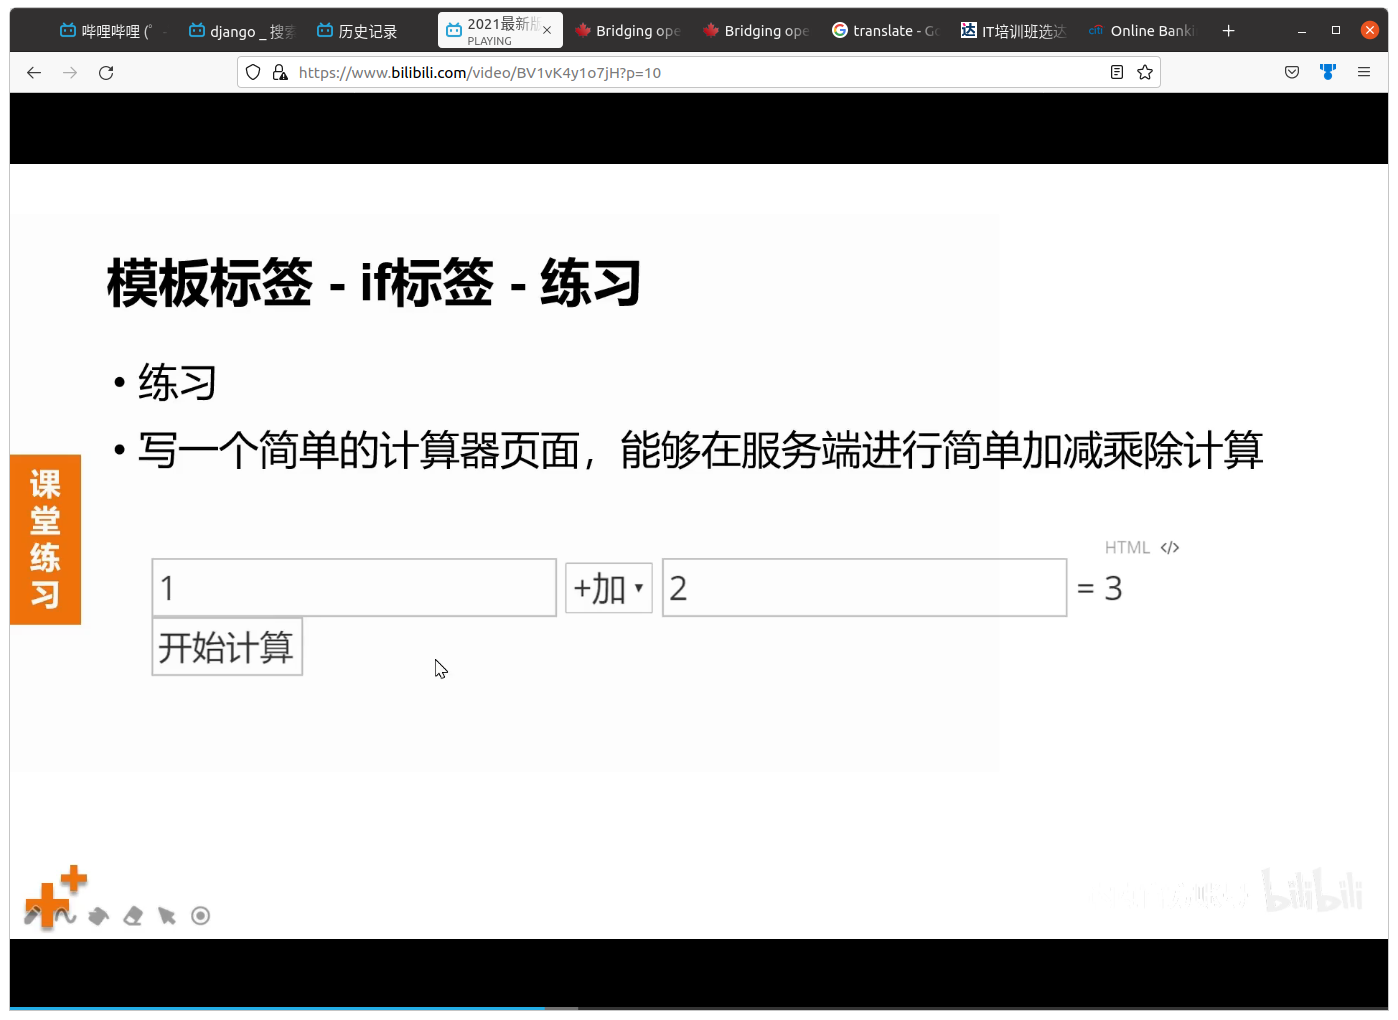 哔哩哔哩 (゜
django _ 搜索
历史记录
2021最新版
PLAYING
Bridging ope
Bridging ope
translate - Go
IT培训班选达
citi
Online Banki
https://www.bilibili.com/video/BV1vK4y1o7jH?p=10
模板标签 - if标签 - 练习
• 练习
• 写一个简单的计算器页面，能够在服务端进行简单加减乘除计算
课堂练习
HTML </>
1 +加 2 = 3
开始计算
bilibili